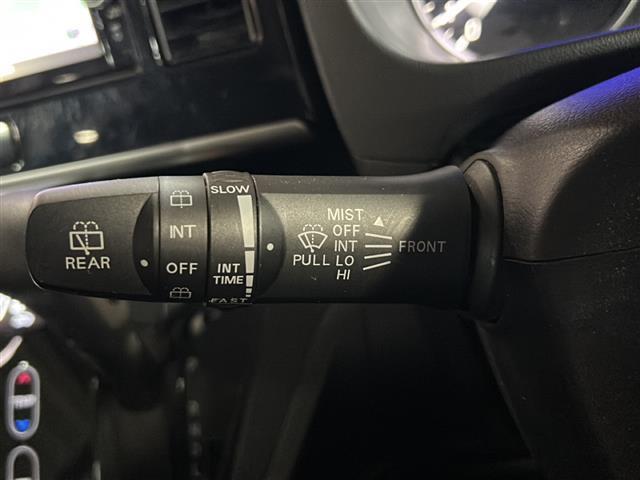 REAR
INT
OFF
SLOW
INT
TIME
FAST
MIST
OFF
INT
LO
HI
PULL
FRONT